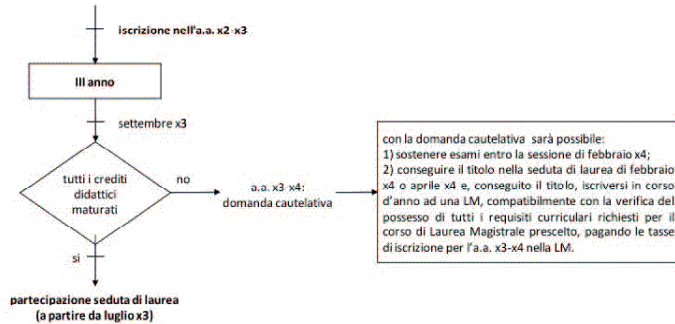 iscrizione nell'a.a. x2-x3
III anno
settembre x3
tutti i crediti
didattici
maturati
no
a.a. x3-x4:
domanda cautelativa
con la domanda cautelativa sarà possibile:
1) sostenere esami entro la sessione di febbraio x4;
2) conseguire il titolo nella seduta di laurea di febbraio
x4 o aprile x4 e, conseguito il titolo, iscriversi in corso
d'anno ad una LM, compatibilmente con la verifica del
possesso di tutti i requisiti curriculari richiesti per il
corso di Laurea Magistrale prescelto, pagando le tasse
di iscrizione per l'a.a. x3-x4 nella LM.
si
partecipazione seduta di laurea
(a partire da luglio x3)